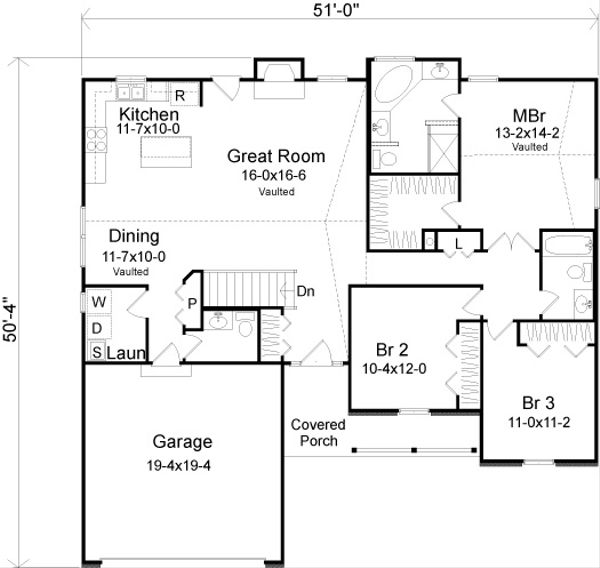 51'-0"
Kitchen
11-7x10-0
R
Great Room
16-0x16-6
Vaulted
MBr
13-2x14-2
Vaulted
Dining
11-7x10-0
Vaulted
L
50'-4"
W
D
S
Laun
P
Dn
Br 2
10-4x12-0
Br 3
11-0x11-2
Garage
19-4x19-4
Covered
Porch